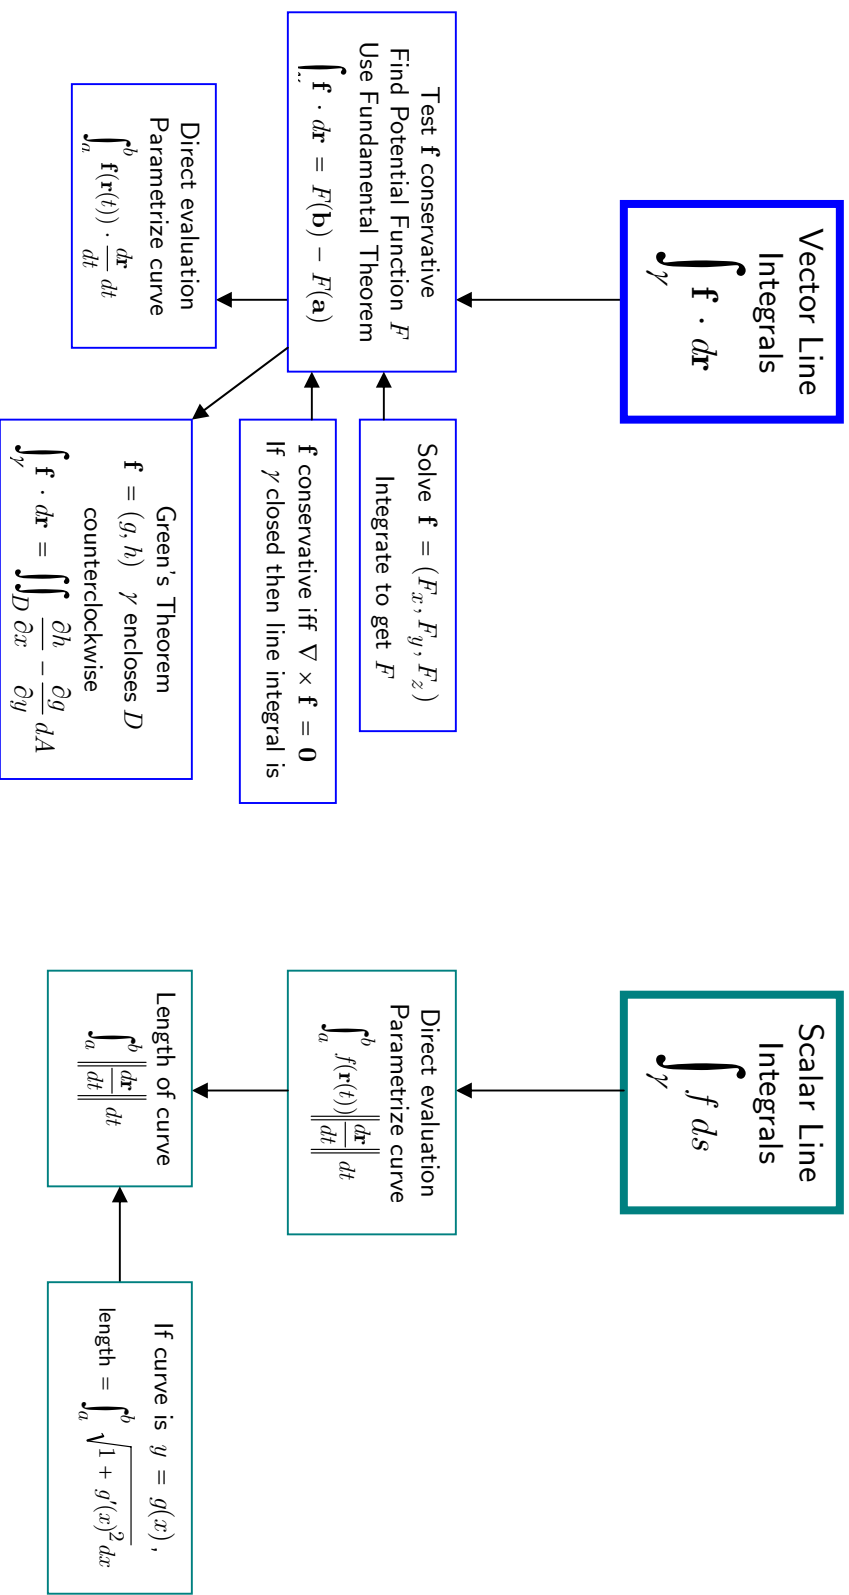 Vector Line
Integrals
∫_γ f · dr
Test f conservative
Find Potential Function F
Use Fundamental Theorem
∫ f · dr = F(b) − F(a)
Solve f = (F_x, F_y, F_z)
Integrate to get F
f conservative iff ∇ × f = 0
If γ closed then line integral is
Direct evaluation
Parametrize curve
∫_a^b f(r(t)) · dr/dt dt
Green's Theorem
f = (g, h) γ encloses D
counterclockwise
∫_γ f · dr = ∬_D ∂h/∂x − ∂g/∂y dA
Scalar Line
Integrals
∫_γ f ds
Direct evaluation
Parametrize curve
∫_a^b f(r(t)) ‖dr/dt‖ dt
Length of curve
∫_a^b ‖dr/dt‖ dt
If curve is y = g(x),
length = ∫_a^b √(1 + g′(x)²) dx